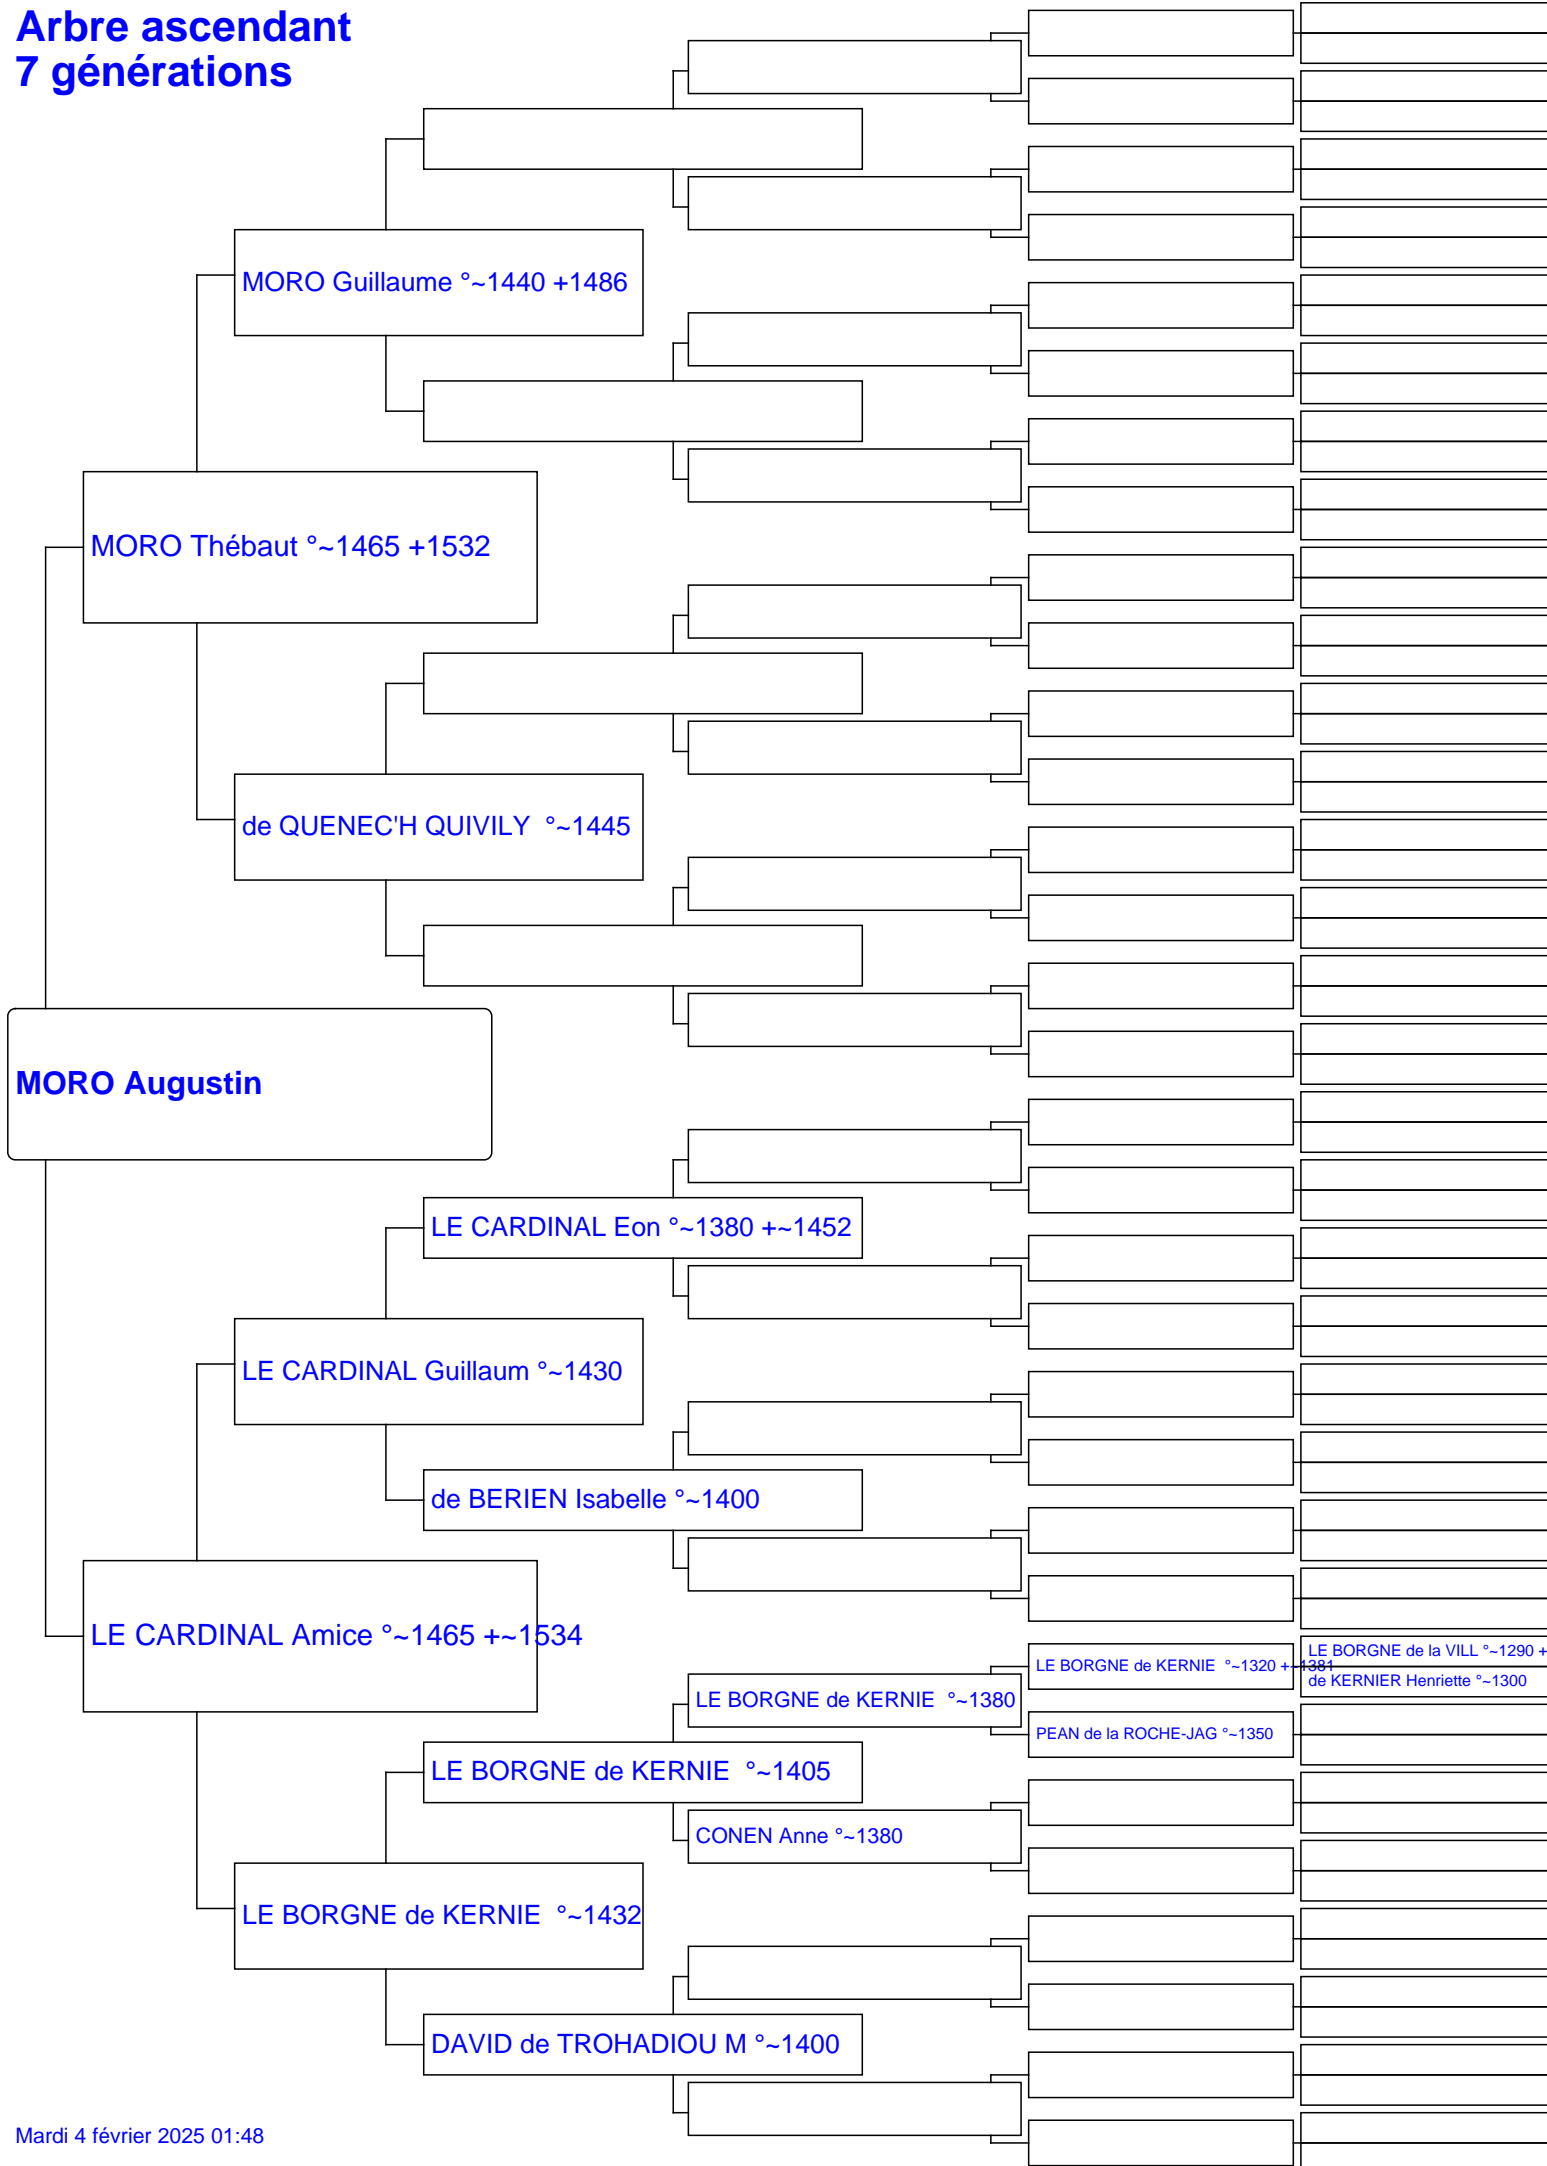 Arbre ascendant
7 générations
MORO Guillaume °~1440 +1486
MORO Thébaut °~1465 +1532
de QUENEC'H QUIVILY °~1445
MORO Augustin
LE CARDINAL Eon °~1380 +~1452
LE CARDINAL Guillaum °~1430
de BERIEN Isabelle °~1400
LE CARDINAL Amice °~1465 +~1534
LE BORGNE de la VILL °~1290 +
LE BORGNE de KERNIE °~1320 +~1381
de KERNIER Henriette °~1300
LE BORGNE de KERNIE °~1380
PEAN de la ROCHE-JAG °~1350
LE BORGNE de KERNIE °~1405
CONEN Anne °~1380
LE BORGNE de KERNIE °~1432
DAVID de TROHADIOU M °~1400
Mardi 4 février 2025 01:48